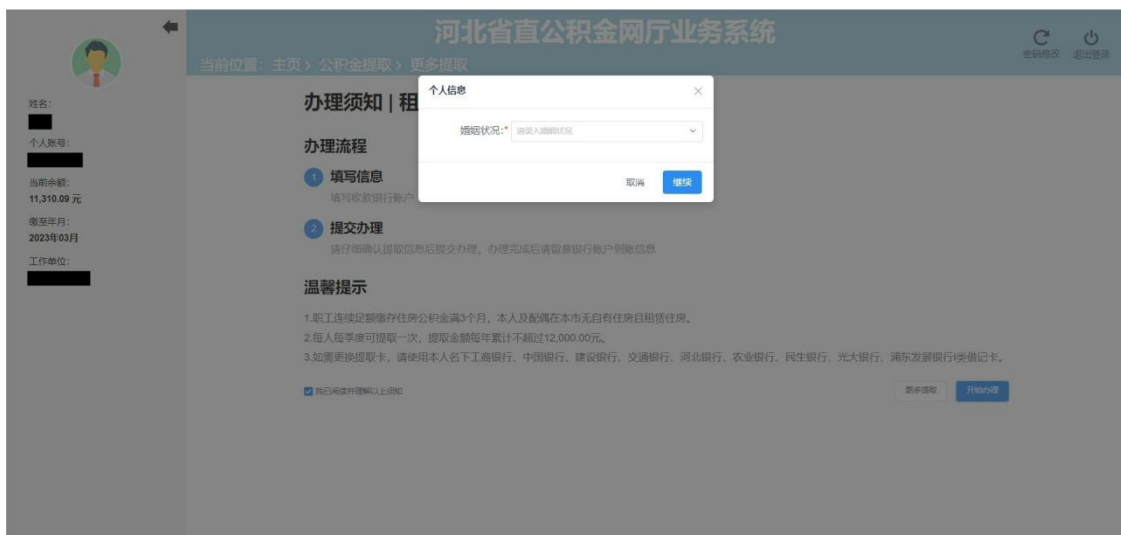 河北省直公积金网厅业务系统
密码修改 退出登录
当前位置：主页 > 公积金提取 > 更多提取
姓名：
个人账号：
当前余额：
11,310.09 元
缴至年月：
2023年03月
工作单位：
个人信息
婚姻状况:* 请录入婚姻状况
取消 继续
办理须知 | 租
办理流程
1 填写信息
填写收款银行账户
2 提交办理
请仔细确认提取信息后提交办理，办理完成后请留意银行账户到账信息
温馨提示
1.职工连续足额缴存住房公积金满3个月，本人及配偶在本市无自有住房且租赁住房。
2.每人每季度可提取一次，提取金额每年累计不超过12,000.00元。
3.如需更换提取卡，请使用本人名下工商银行、中国银行、建设银行、交通银行、河北银行、农业银行、民生银行、光大银行、浦东发展银行I类借记卡。
我已阅读并理解以上须知
更多提取 开始办理